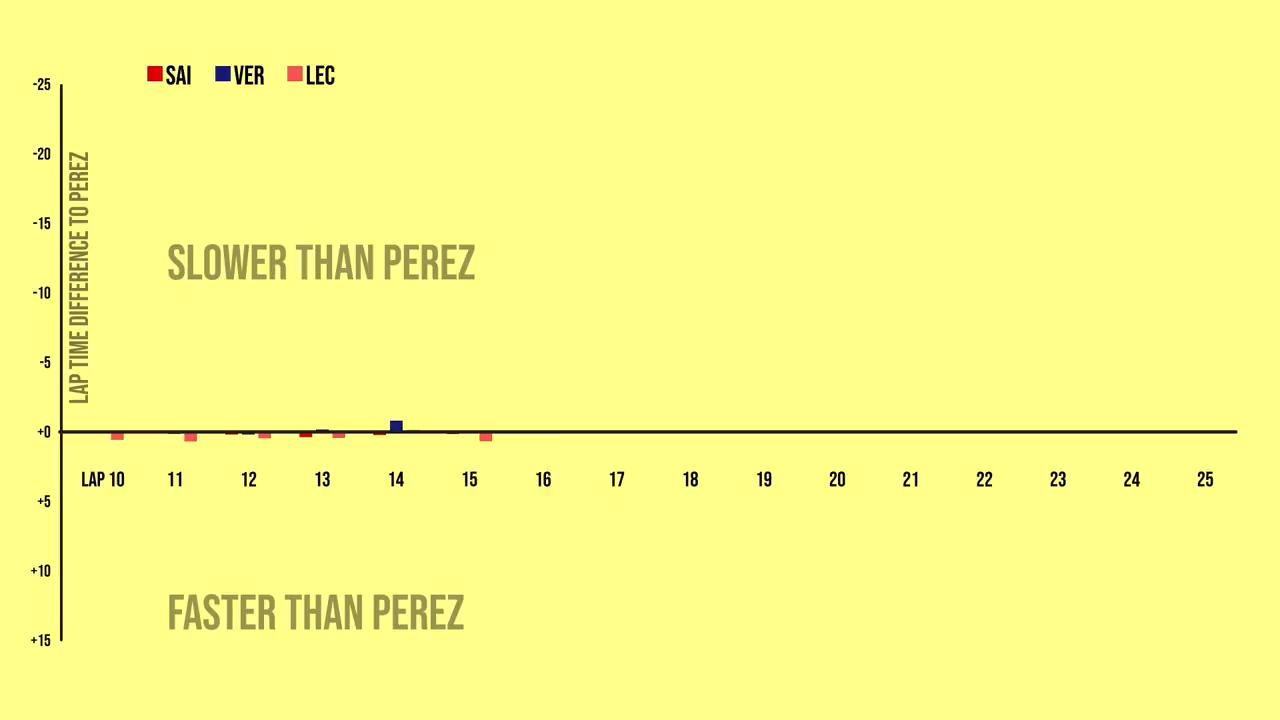 SAI VER LEC
-25
-20
-15
-10
-5
+0
+5
+10
+15
LAP TIME DIFFERENCE TO PEREZ
SLOWER THAN PEREZ
LAP 10 11 12 13 14 15 16 17 18 19 20 21 22 23 24 25
FASTER THAN PEREZ